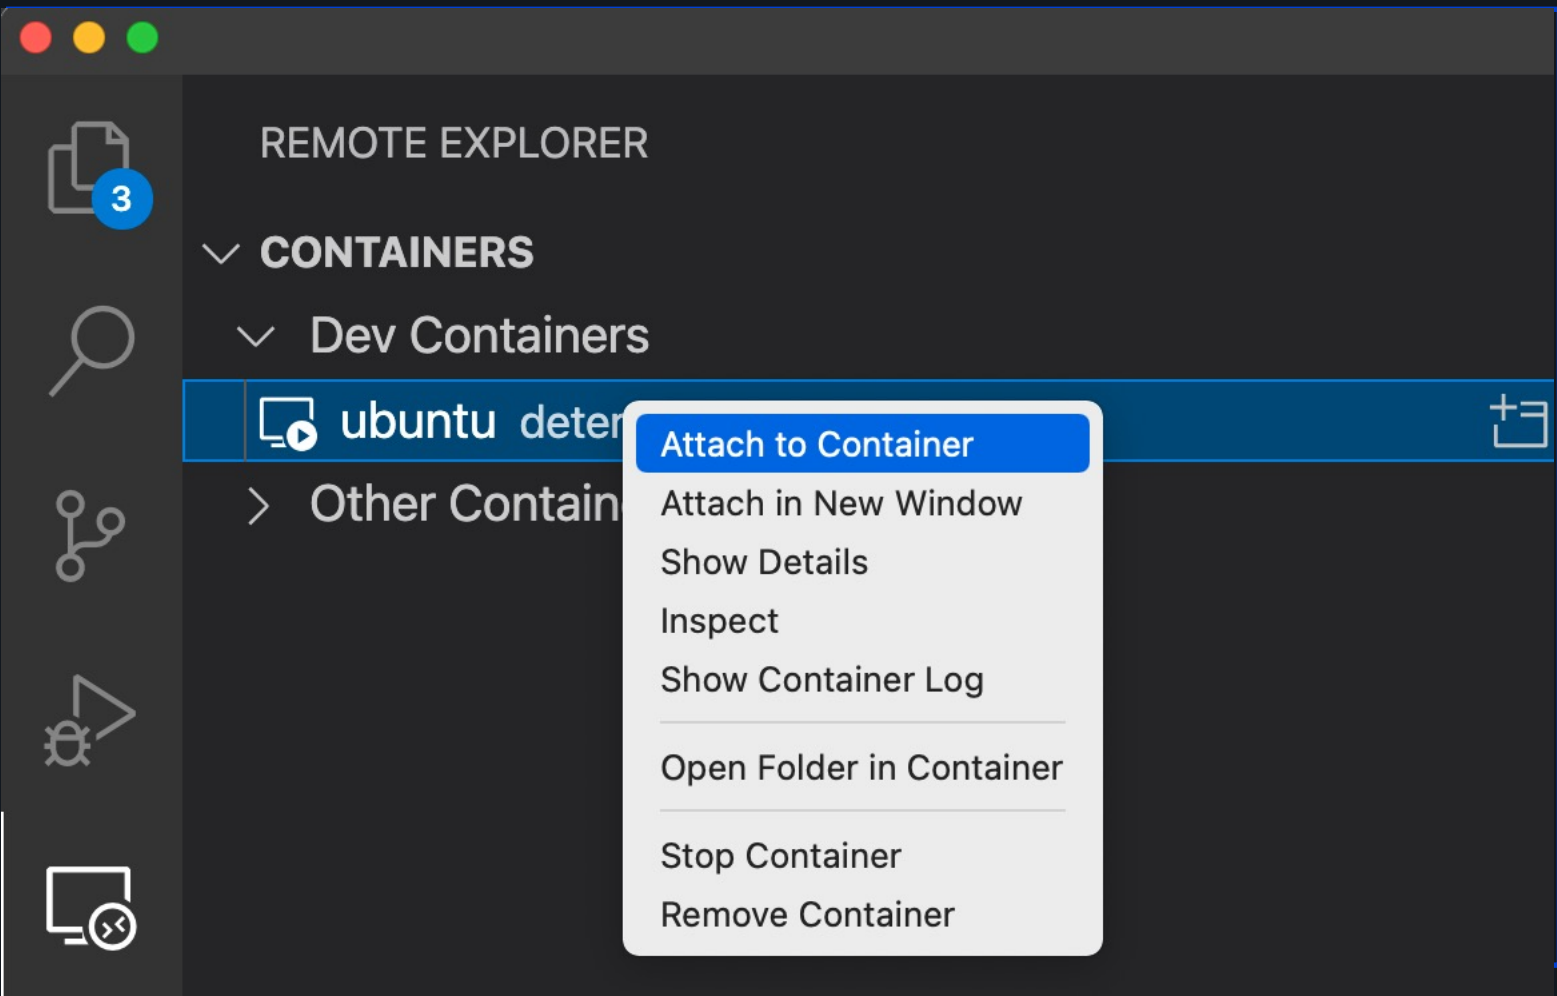 REMOTE EXPLORER
3
CONTAINERS
Dev Containers
ubuntu
Attach to Container
Attach in New Window
Other
Show Details
Inspect
Show Container Log
Open Folder in Container
Stop Container
Remove Container